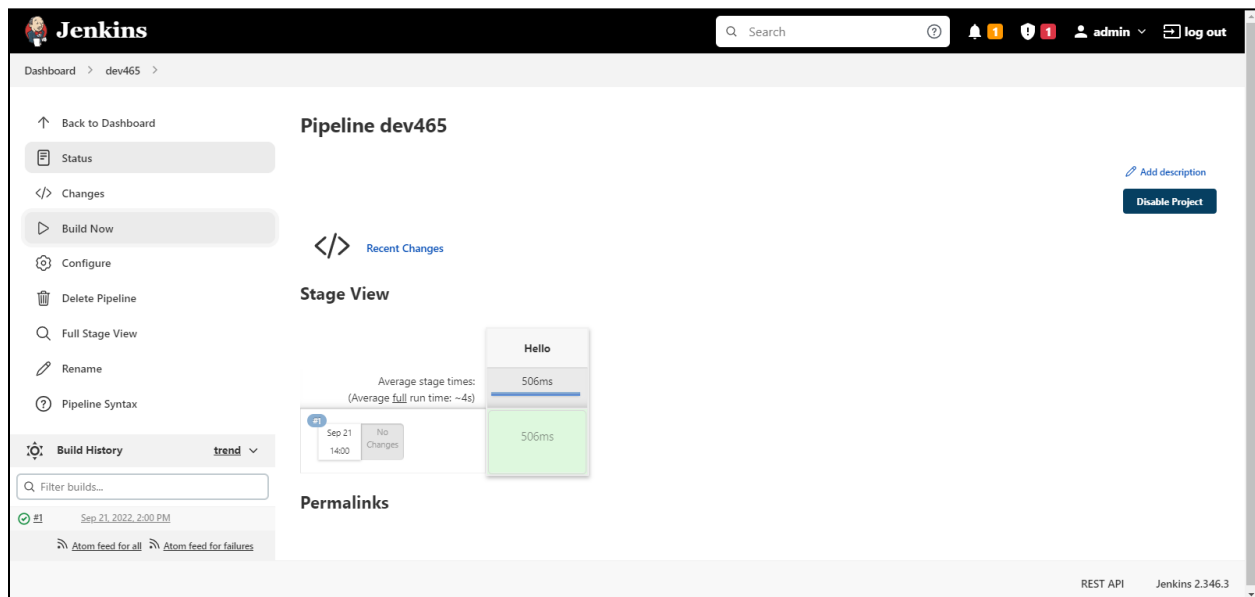 Jenkins
Search
1
1
admin
log out
Dashboard > dev465 >
Back to Dashboard
Status
Changes
Build Now
Configure
Delete Pipeline
Full Stage View
Rename
Pipeline Syntax
Build History
trend
Filter builds...
#1
Sep 21, 2022, 2:00 PM
Atom feed for all
Atom feed for failures
Pipeline dev465
Add description
Disable Project
Recent Changes
Stage View
Hello
Average stage times:
(Average full run time: ~4s)
506ms
#1
Sep 21
14:00
No
Changes
506ms
Permalinks
REST API
Jenkins 2.346.3